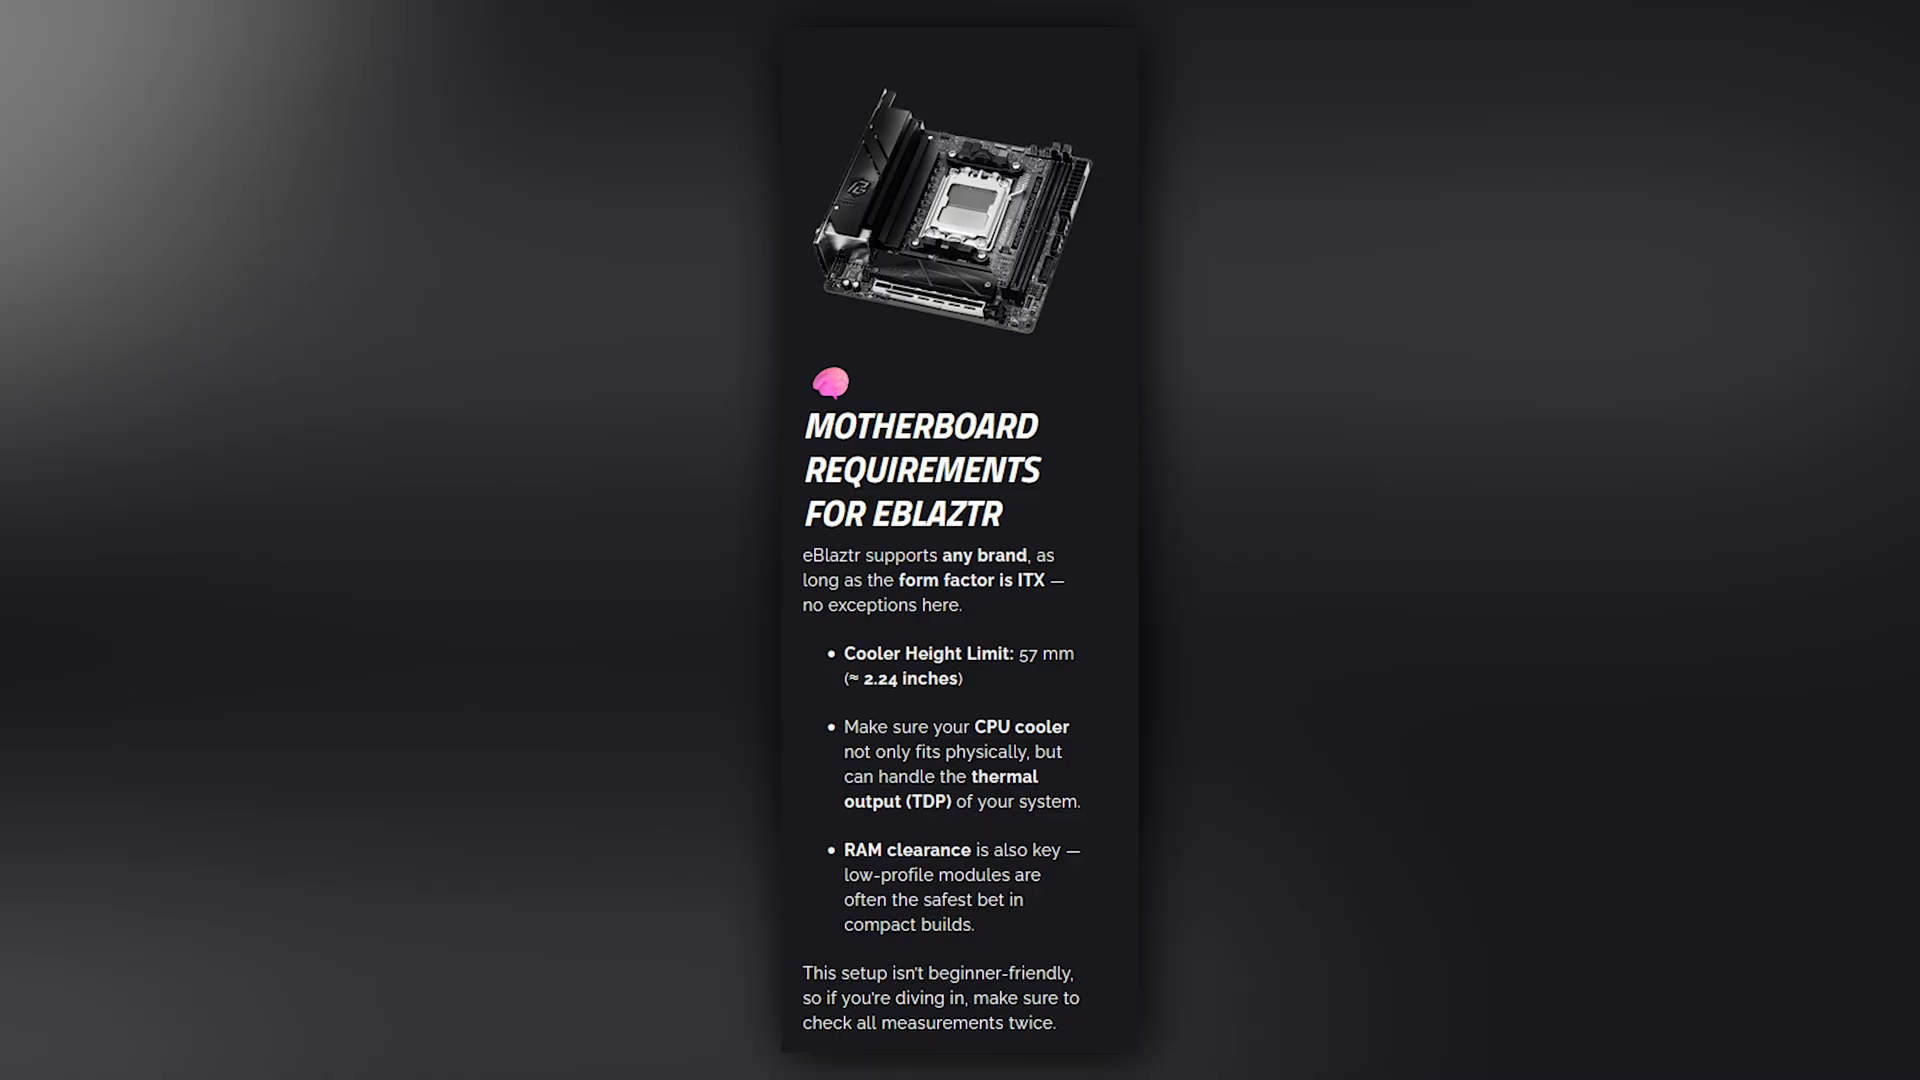 MOTHERBOARD
REQUIREMENTS
FOR EBLAZTR
eBlaztr supports any brand, as
long as the form factor is ITX —
no exceptions here.
• Cooler Height Limit: 57 mm
(≈ 2.24 inches)
• Make sure your CPU cooler
not only fits physically, but
can handle the thermal
output (TDP) of your system.
• RAM clearance is also key —
low-profile modules are
often the safest bet in
compact builds.
This setup isn't beginner-friendly,
so if you're diving in, make sure to
check all measurements twice.